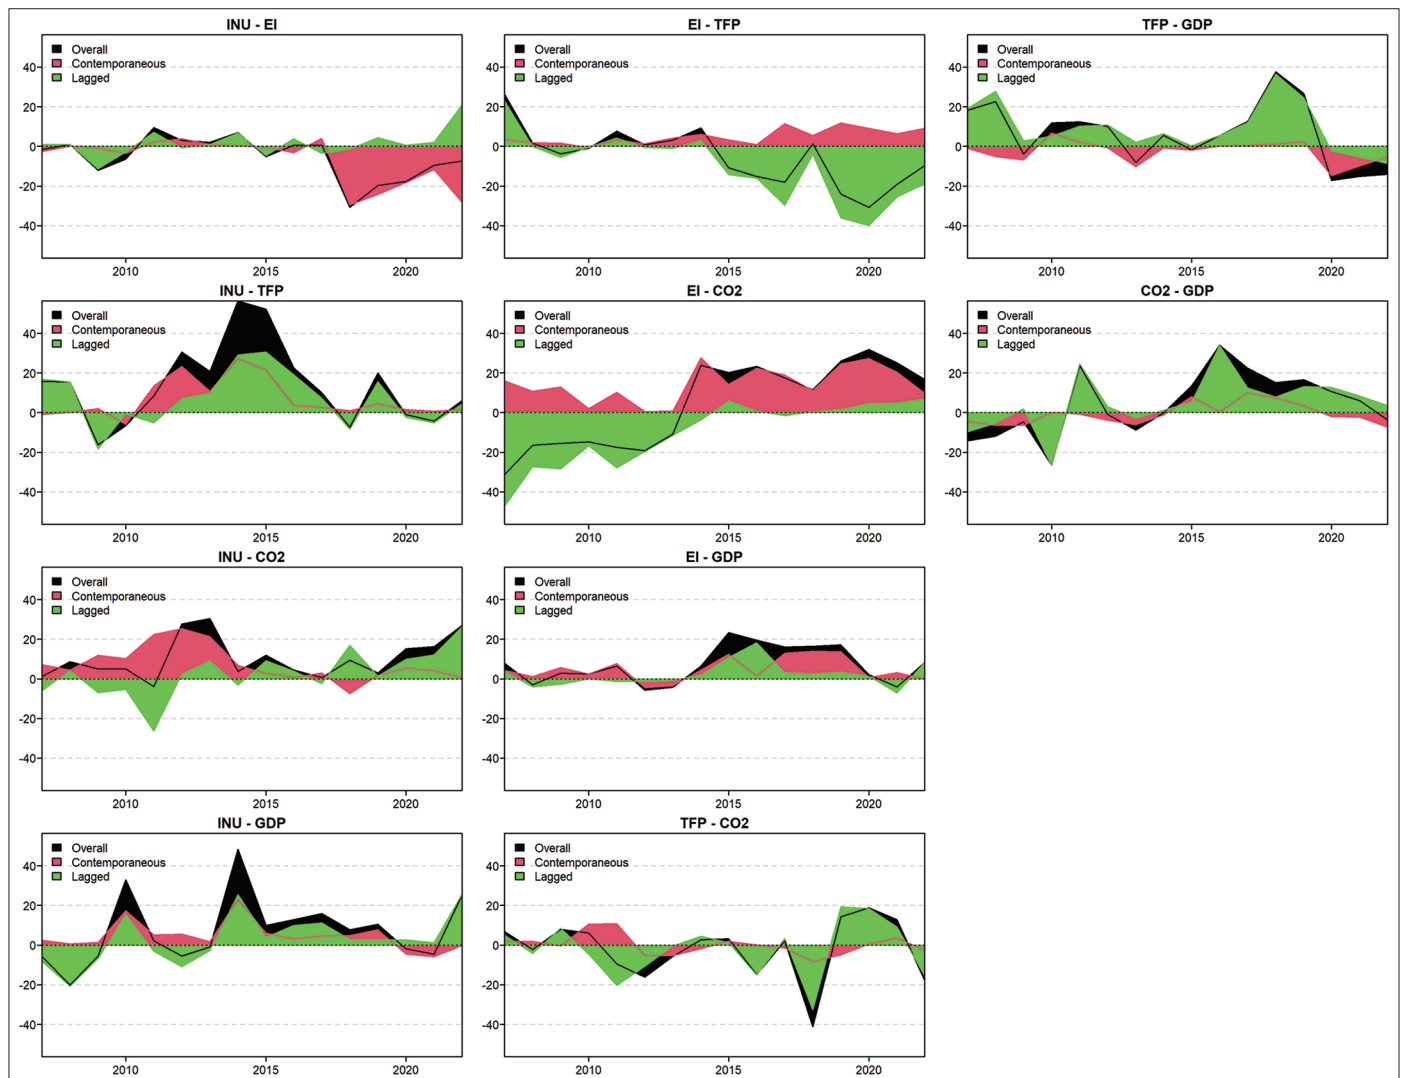 INU - EI
Overall
Contemporaneous
Lagged
40
20
0
-20
-40
2010
2015
2020
EI - TFP
Overall
Contemporaneous
Lagged
40
20
0
-20
-40
2010
2015
2020
TFP - GDP
Overall
Contemporaneous
Lagged
40
20
0
-20
-40
2010
2015
2020
INU - TFP
Overall
Contemporaneous
Lagged
40
20
0
-20
-40
2010
2015
2020
EI - CO2
Overall
Contemporaneous
Lagged
40
20
0
-20
-40
2010
2015
2020
CO2 - GDP
Overall
Contemporaneous
Lagged
40
20
0
-20
-40
2010
2015
2020
INU - CO2
Overall
Contemporaneous
Lagged
40
20
0
-20
-40
2010
2015
2020
EI - GDP
Overall
Contemporaneous
Lagged
40
20
0
-20
-40
2010
2015
2020
INU - GDP
Overall
Contemporaneous
Lagged
40
20
0
-20
-40
2010
2015
2020
TFP - CO2
Overall
Contemporaneous
Lagged
40
20
0
-20
-40
2010
2015
2020